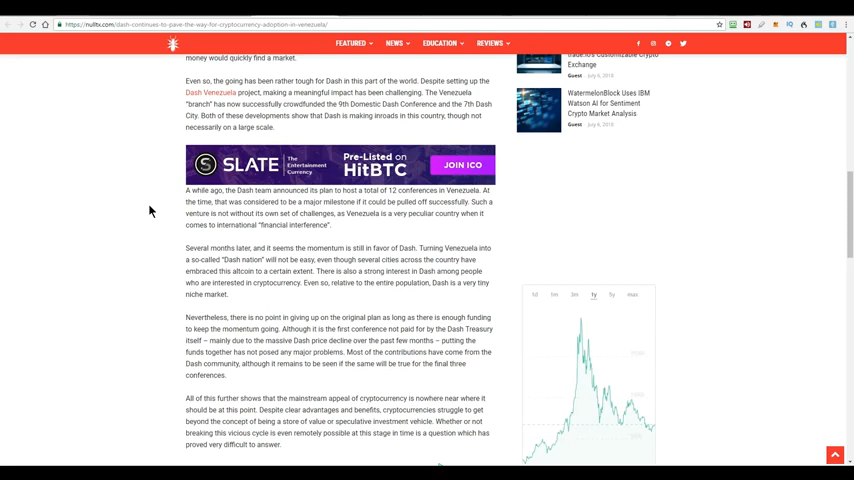 https://nulltx.com/dash-continues-to-pave-the-way-for-cryptocurrency-adoption-in-venezuela/
FEATURED NEWS EDUCATION REVIEWS
money would quickly find a market.
Even so, the going has been rather tough for Dash in this part of the world. Despite setting up the
Dash Venezuela project, making a meaningful impact has been challenging. The Venezuela
"branch" has now successfully crowdfunded the 9th Domestic Dash Conference and the 7th Dash
City. Both of these developments show that Dash is making inroads in this country, though not
necessarily on a large scale.
S SLATE The Entertainment Currency Pre-Listed on HitBTC JOIN ICO
A while ago, the Dash team announced its plan to host a total of 12 conferences in Venezuela. At
the time, that was considered to be a major milestone if it could be pulled off successfully. Such a
venture is not without its own set of challenges, as Venezuela is a very peculiar country when it
comes to international "financial interference".
Several months later, and it seems the momentum is still in favor of Dash. Turning Venezuela into
a so-called "Dash nation" will not be easy, even though several cities across the country have
embraced this altcoin to a certain extent. There is also a strong interest in Dash among people
who are interested in cryptocurrency. Even so, relative to the entire population, Dash is a very tiny
niche market.
Nevertheless, there is no point in giving up on the original plan as long as there is enough funding
to keep the momentum going. Although it is the first conference not paid for by the Dash Treasury
itself – mainly due to the massive Dash price decline over the past few months – putting the
funds together has not posed any major problems. Most of the contributions have come from the
Dash community, although it remains to be seen if the same will be true for the final three
conferences.
All of this further shows that the mainstream appeal of cryptocurrency is nowhere near where it
should be at this point. Despite clear advantages and benefits, cryptocurrencies struggle to get
beyond the concept of being a store of value or speculative investment vehicle. Whether or not
breaking this vicious cycle is even remotely possible at this stage in time is a question which has
proved very difficult to answer.
Trade.io's Customizable Crypto
Exchange
Guest - July 6, 2018
WatermelonBlock Uses IBM
Watson AI for Sentiment
Crypto Market Analysis
Guest - July 6, 2018
1d 1m 3m 1y 5y max